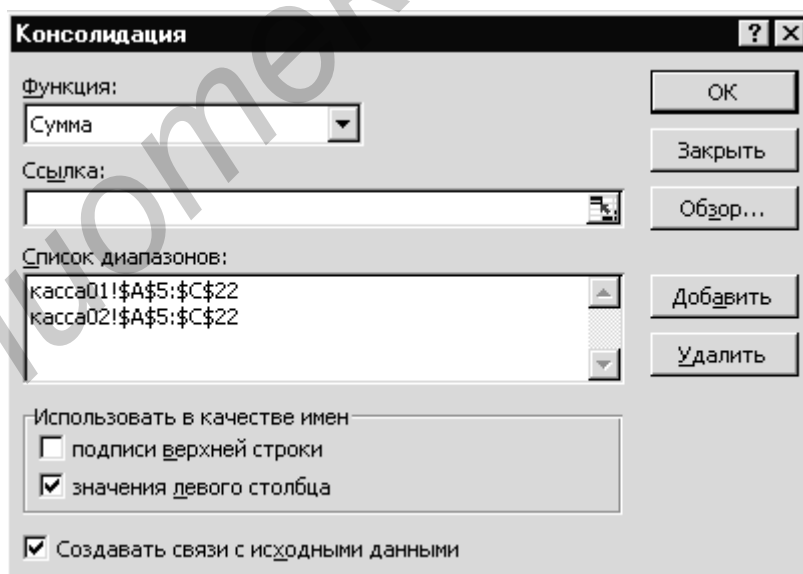 Консолидация
Функция:
OK
Сумма
Закрыть
Ссылка:
Обзор...
Список диапазонов:
касса01!$A$5:$C$22
касса02!$A$5:$C$22
Добавить
Удалить
Использовать в качестве имен
подписи верхней строки
значения левого столбца
Создавать связи с исходными данными